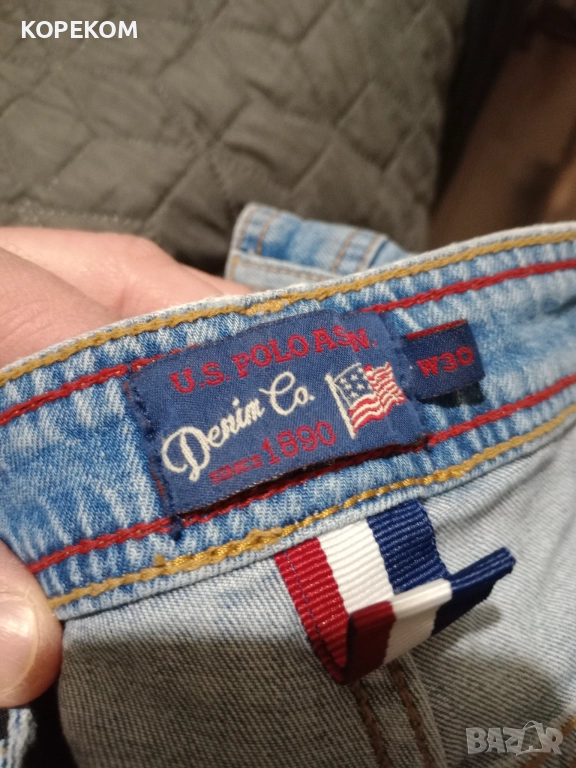 КОРЕКОМ
U.S. POLO ASSN.
Denim Co.
SINCE 1890
W30
BAZAR